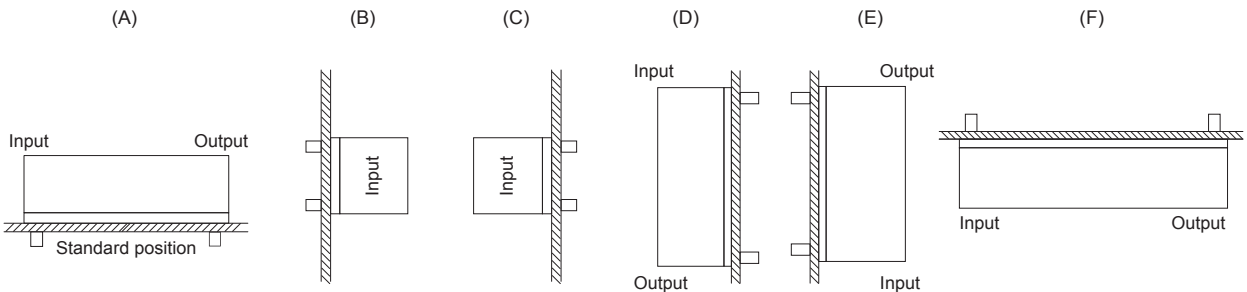 (A)
(B)
(C)
(D)
(E)
(F)
Input
Output
Standard position
Input
Input
Input
Output
Output
Input
Input
Output